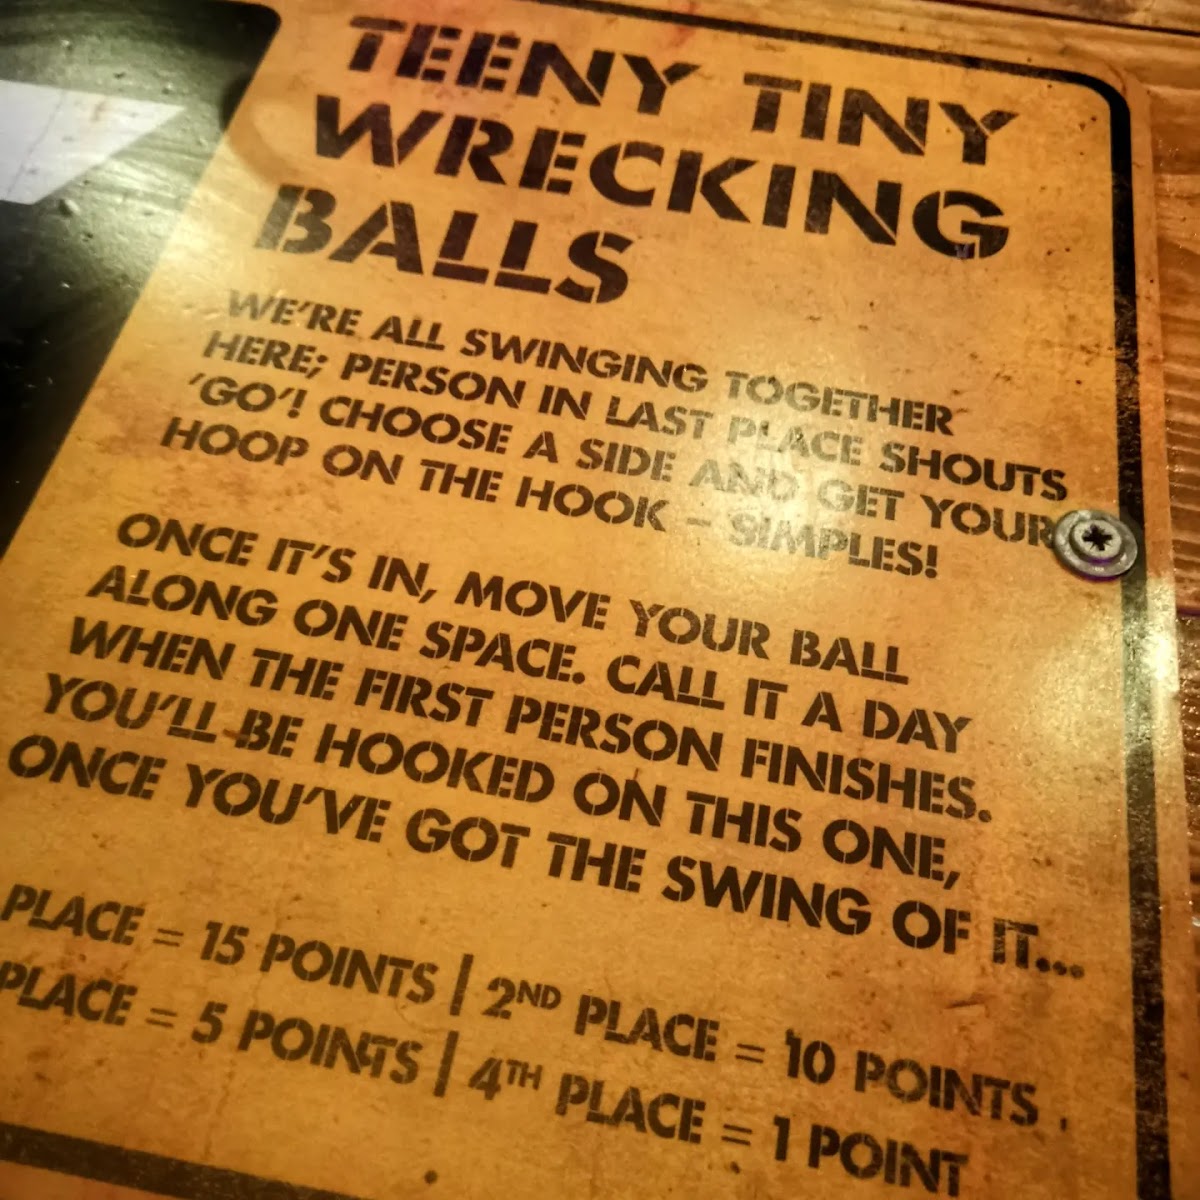 TEENY TINY
WRECKING
BALLS
WE'RE ALL SWINGING TOGETHER
HERE; PERSON IN LAST PLACE SHOUTS
'GO'! CHOOSE A SIDE AND GET YOUR
HOOP ON THE HOOK – SIMPLES!
ONCE IT'S IN, MOVE YOUR BALL
ALONG ONE SPACE. CALL IT A DAY
WHEN THE FIRST PERSON FINISHES.
YOU'LL BE HOOKED ON THIS ONE,
ONCE YOU'VE GOT THE SWING OF IT...
PLACE = 15 POINTS | 2ND PLACE = 10 POINTS
PLACE = 5 POINTS | 4TH PLACE = 1 POINT